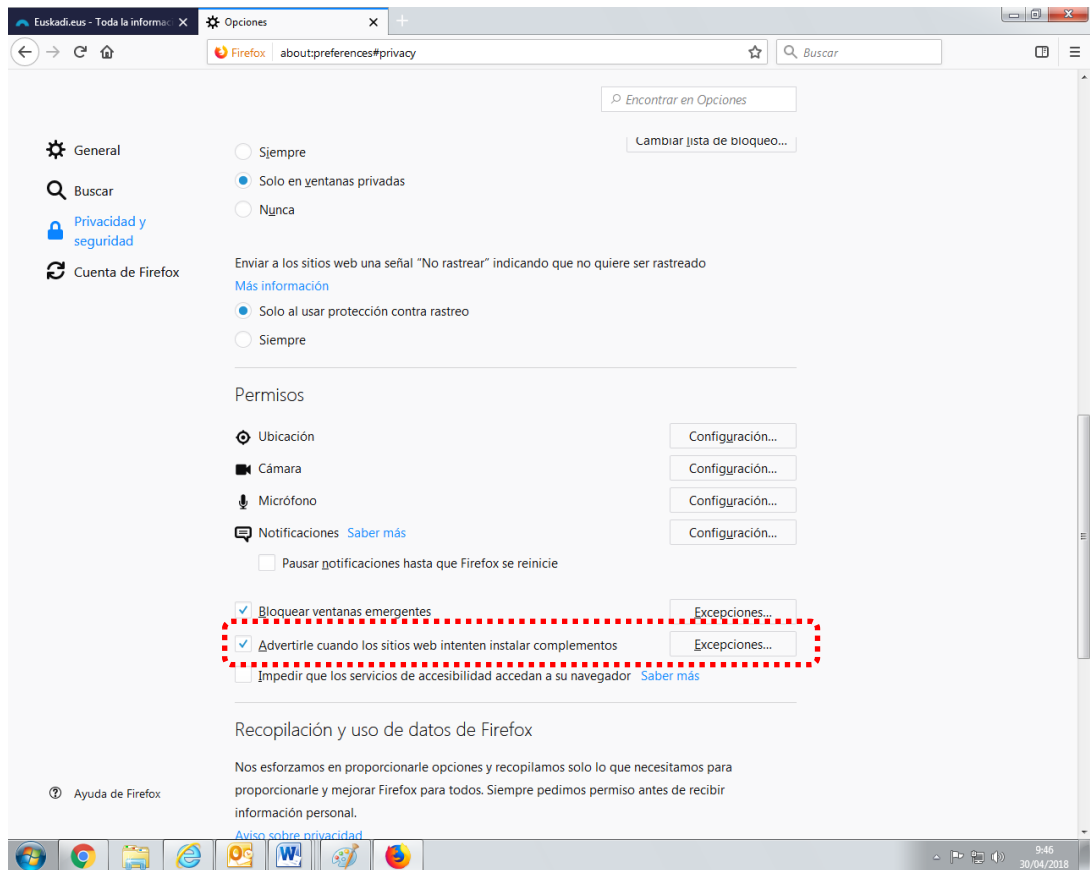 Euskadi.eus - Toda la informac
Opciones
Firefox about:preferences#privacy
Buscar
Encontrar en Opciones
General
Buscar
Privacidad y
seguridad
Cuenta de Firefox
Cambiar lista de bloqueo...
Siempre
Solo en ventanas privadas
Nunca
Enviar a los sitios web una señal "No rastrear" indicando que no quiere ser rastreado
Más información
Solo al usar protección contra rastreo
Siempre
Permisos
Ubicación Configuración...
Cámara Configuración...
Micrófono Configuración...
Notificaciones Saber más Configuración...
Pausar notificaciones hasta que Firefox se reinicie
Bloquear ventanas emergentes Excepciones...
Advertirle cuando los sitios web intenten instalar complementos Excepciones...
Impedir que los servicios de accesibilidad accedan a su navegador Saber más
Recopilación y uso de datos de Firefox
Nos esforzamos en proporcionarle opciones y recopilamos solo lo que necesitamos para
proporcionarle y mejorar Firefox para todos. Siempre pedimos permiso antes de recibir
información personal.
Aviso sobre privacidad
Ayuda de Firefox
9:46
30/04/2018